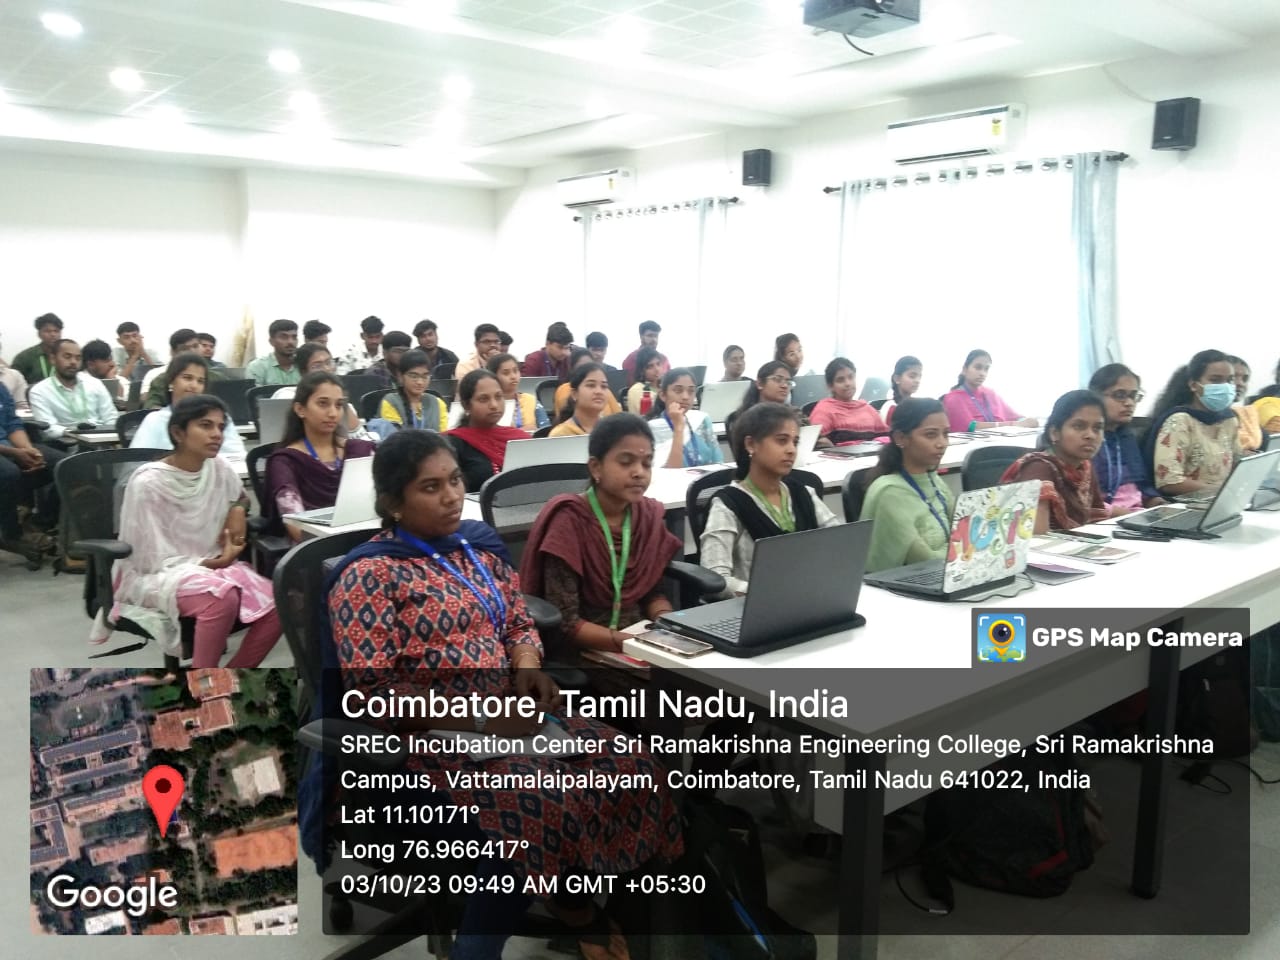 GPS Map Camera
Coimbatore, Tamil Nadu, India
SREC Incubation Center Sri Ramakrishna Engineering College, Sri Ramakrishna
Campus, Vattamalaipalayam, Coimbatore, Tamil Nadu 641022, India
Lat 11.10171°
Long 76.966417°
03/10/23 09:49 AM GMT +05:30
Google